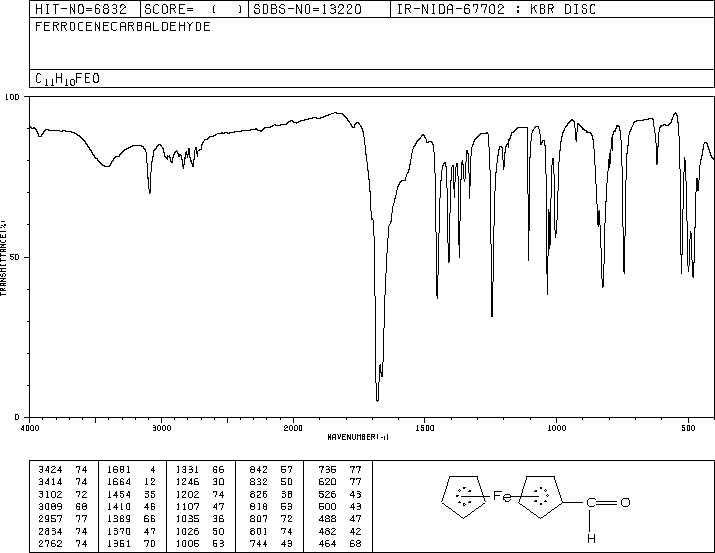 HIT-NO=6832 SCORE= ( ) SDBS-NO=13220 IR-NIDA-67702 : KBR DISC
FERROCENECARBALDEHYDE
C11H10FEO
100
50
0
TRANSMITTANCE(%)
4000 3000 2000 1500 1000 500
WAVENUMBER(-1)
3424 74 1681 4 1331 66 842 57 735 77
3414 74 1664 12 1246 30 832 50 620 77
3102 72 1454 35 1202 74 826 38 526 43
3089 68 1410 46 1107 47 818 59 500 43
2957 77 1389 66 1035 36 807 72 488 47
2834 74 1370 47 1026 50 801 74 482 42
2762 74 1351 70 1005 53 744 43 464 68
Fe C O
H